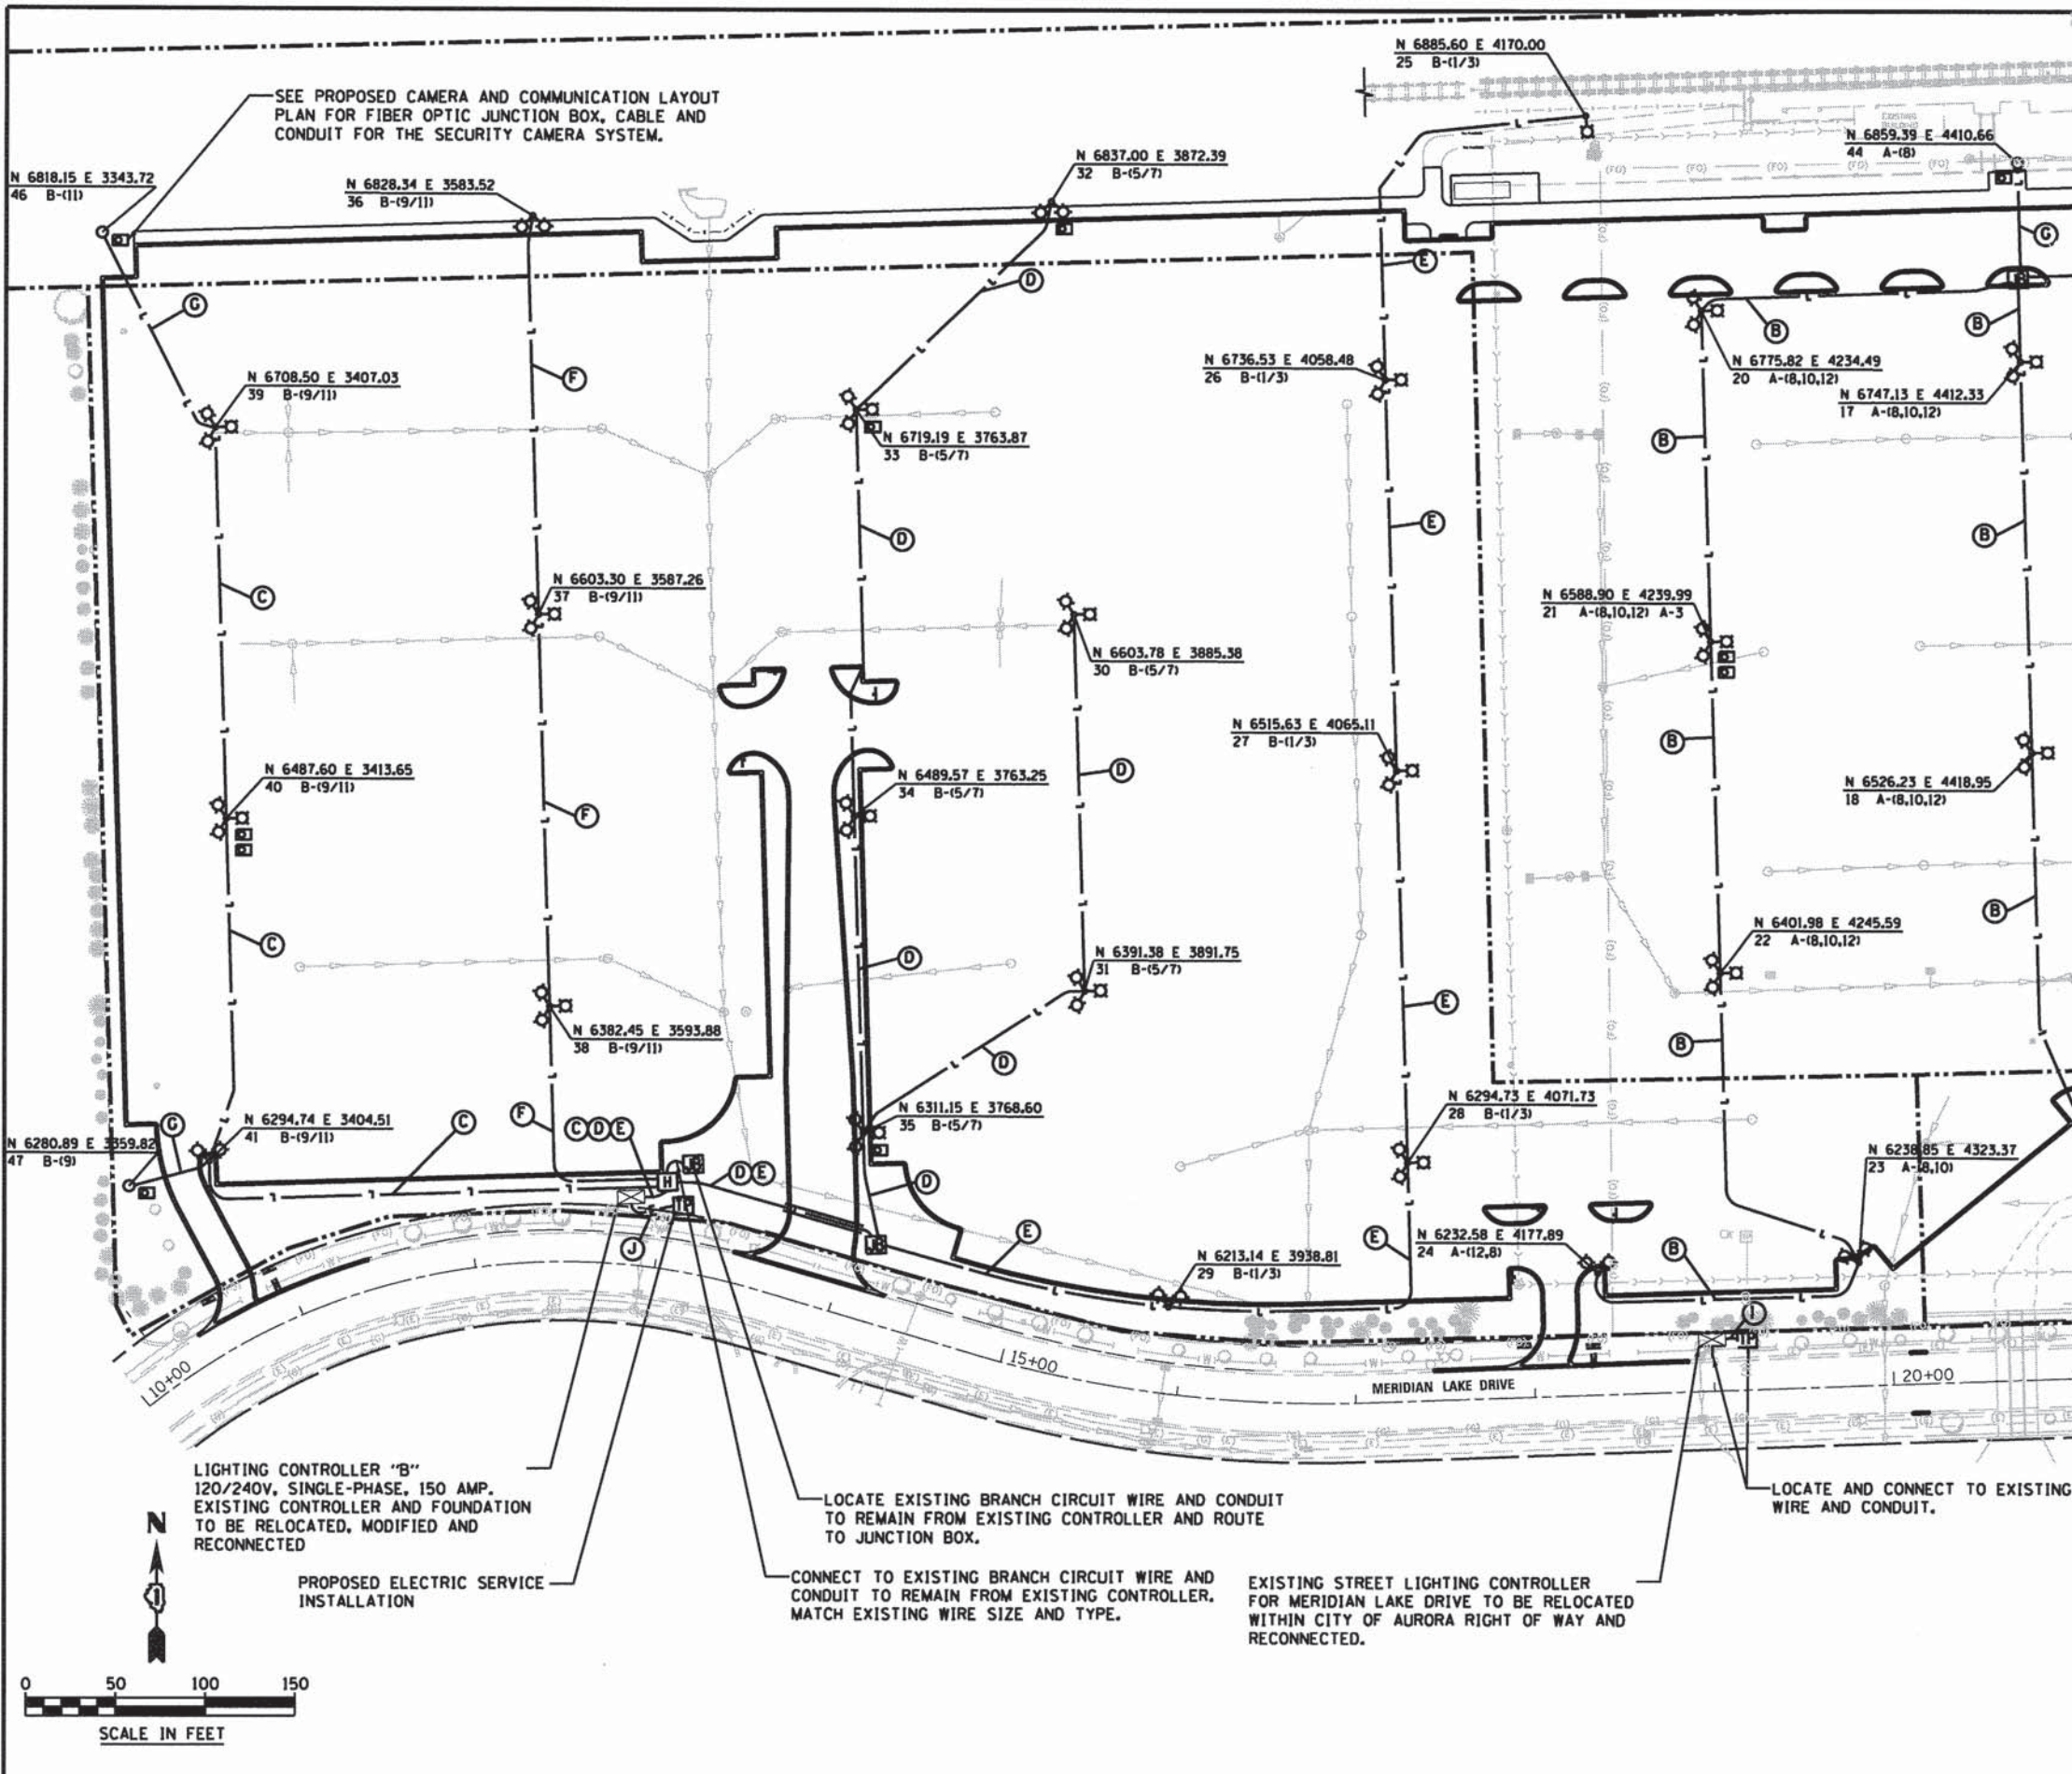 N 6885.60 E 4170.00
25 B-(1/3)
SEE PROPOSED CAMERA AND COMMUNICATION LAYOUT
PLAN FOR FIBER OPTIC JUNCTION BOX, CABLE AND
CONDUIT FOR THE SECURITY CAMERA SYSTEM.
EXISTING
BUILDING
N 6859.39 E 4410.66
44 A-(8)
N 6837.00 E 3872.39
32 B-(5/7)
(FO) (FO) (FO) (FO) (FO)
N 6818.15 E 3343.72
46 B-(11)
N 6828.34 E 3583.52
36 B-(9/11)
G
E
D
G
B
B
N 6736.53 E 4058.48
26 B-(1/3)
N 6775.82 E 4234.49
20 A-(8,10,12)
N 6708.50 E 3407.03
39 B-(9/11)
F
N 6747.13 E 4412.33
17 A-(8,10,12)
N 6719.19 E 3763.87
33 B-(5/7)
B
D
E
B
N 6603.30 E 3587.26
37 B-(9/11)
C
N 6588.90 E 4239.99
21 A-(8,10,12) A-3
N 6603.78 E 3885.38
30 B-(5/7)
N 6515.63 E 4065.11
27 B-(1/3)
B
N 6487.60 E 3413.65
40 B-(9/11)
F
N 6489.57 E 3763.25
34 B-(5/7)
D
N 6526.23 E 4418.95
18 A-(8,10,12)
C
D
N 6391.38 E 3891.75
31 B-(5/7)
N 6401.98 E 4245.59
22 A-(8,10,12)
B
E
N 6382.45 E 3593.88
38 B-(9/11)
D
B
N 6280.89 E 3359.82
47 B-(9)
G
N 6294.74 E 3404.51
41 B-(9/11)
C
F
C D E
N 6311.15 E 3768.60
35 B-(5/7)
N 6294.73 E 4071.73
28 B-(1/3)
N 6238.85 E 4323.37
23 A-(8,10)
H
JB
D E
D
TP
J
JB
E
N 6213.14 E 3938.81
29 B-(1/3)
E
N 6232.58 E 4177.89
24 A-(12,8)
B
I
TP
10+00
15+00
MERIDIAN LAKE DRIVE
20+00
LIGHTING CONTROLLER "B"
120/240V, SINGLE-PHASE, 150 AMP.
EXISTING CONTROLLER AND FOUNDATION
TO BE RELOCATED, MODIFIED AND
RECONNECTED
LOCATE EXISTING BRANCH CIRCUIT WIRE AND CONDUIT
TO REMAIN FROM EXISTING CONTROLLER AND ROUTE
TO JUNCTION BOX.
LOCATE AND CONNECT TO EXISTING
WIRE AND CONDUIT.
N
PROPOSED ELECTRIC SERVICE
INSTALLATION
CONNECT TO EXISTING BRANCH CIRCUIT WIRE AND
CONDUIT TO REMAIN FROM EXISTING CONTROLLER.
MATCH EXISTING WIRE SIZE AND TYPE.
EXISTING STREET LIGHTING CONTROLLER
FOR MERIDIAN LAKE DRIVE TO BE RELOCATED
WITHIN CITY OF AURORA RIGHT OF WAY AND
RECONNECTED.
0 50 100 150
SCALE IN FEET